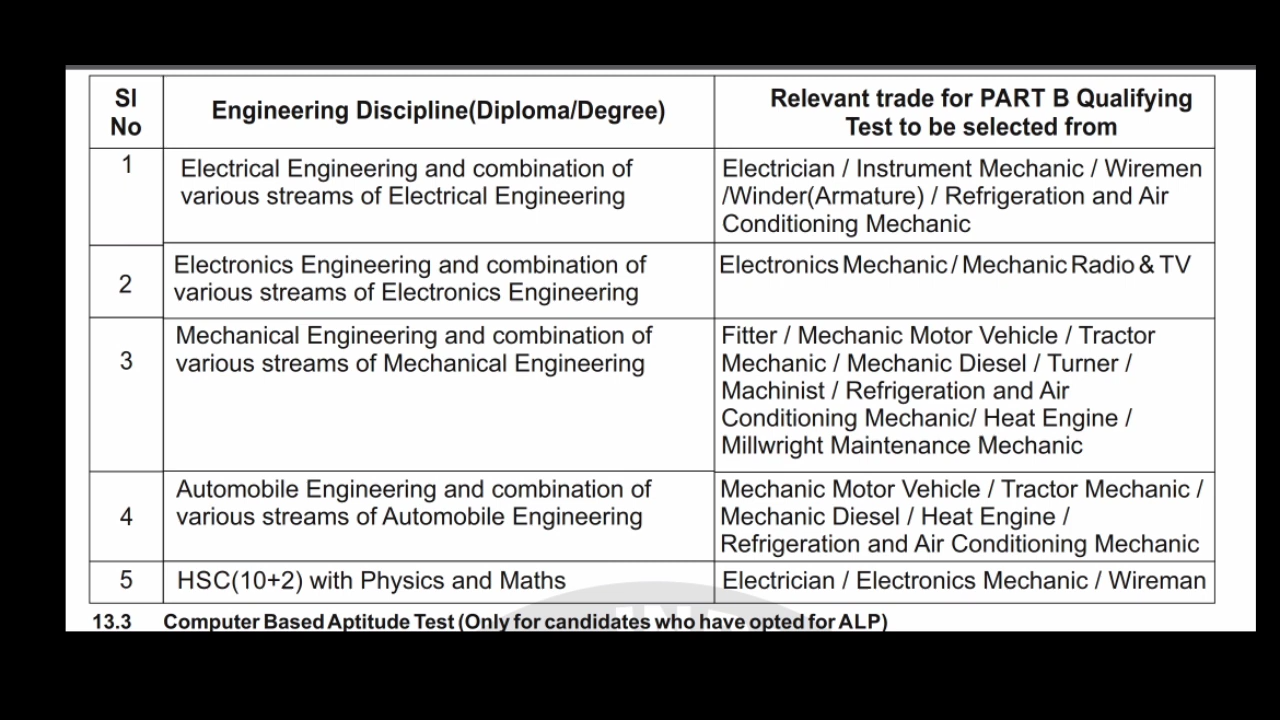 Sl No
Engineering Discipline(Diploma/Degree)
Relevant trade for PART B Qualifying
Test to be selected from
1
Electrical Engineering and combination of
various streams of Electrical Engineering
Electrician / Instrument Mechanic / Wiremen
/Winder(Armature) / Refrigeration and Air
Conditioning Mechanic
2
Electronics Engineering and combination of
various streams of Electronics Engineering
Electronics Mechanic / Mechanic Radio & TV
3
Mechanical Engineering and combination of
various streams of Mechanical Engineering
Fitter / Mechanic Motor Vehicle / Tractor
Mechanic / Mechanic Diesel / Turner /
Machinist / Refrigeration and Air
Conditioning Mechanic/ Heat Engine /
Millwright Maintenance Mechanic
4
Automobile Engineering and combination of
various streams of Automobile Engineering
Mechanic Motor Vehicle / Tractor Mechanic /
Mechanic Diesel / Heat Engine /
Refrigeration and Air Conditioning Mechanic
5
HSC(10+2) with Physics and Maths
Electrician / Electronics Mechanic / Wireman
13.3 Computer Based Aptitude Test (Only for candidates who have opted for ALP)